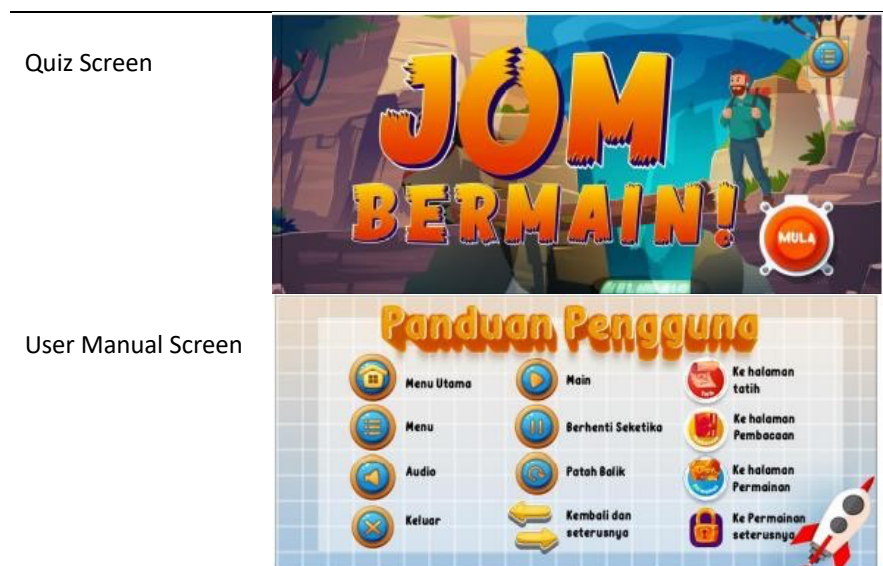 Quiz Screen
JOM
BERMAIN!
MULA
User Manual Screen
Panduan Pengguna
Menu Utama
Menu
Audio
Keluar
Main
Berhenti Seketika
Patah Balik
Kembali dan
seterusnya
Ke halaman
tatih
Ke halaman
Pembacaan
Ke halaman
Permainan
Ke Permainan
seterusnya